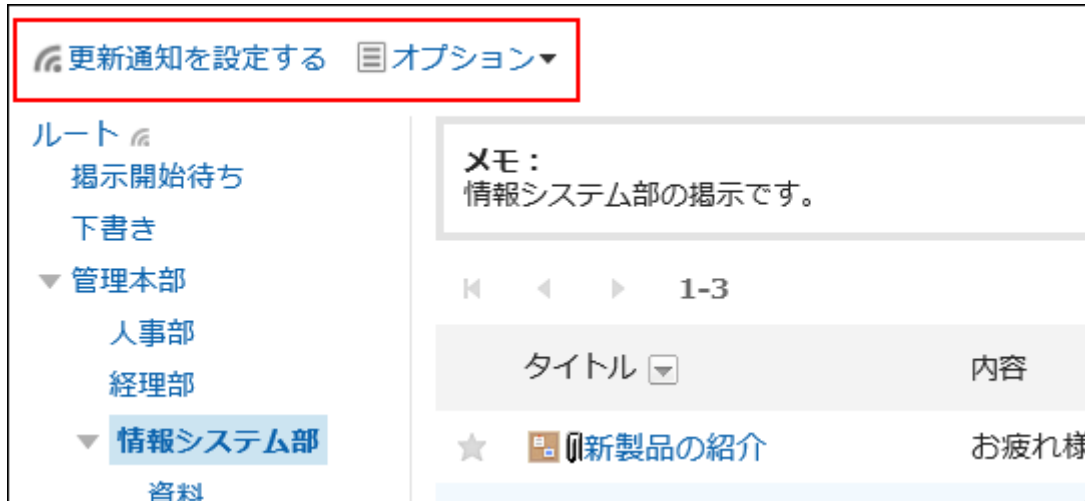 更新通知を設定する オプション
ルート
掲示開始待ち
下書き
管理本部
人事部
経理部
情報システム部
資料
メモ：
情報システム部の掲示です。
1-3
タイトル 内容
新製品の紹介 お疲れ様